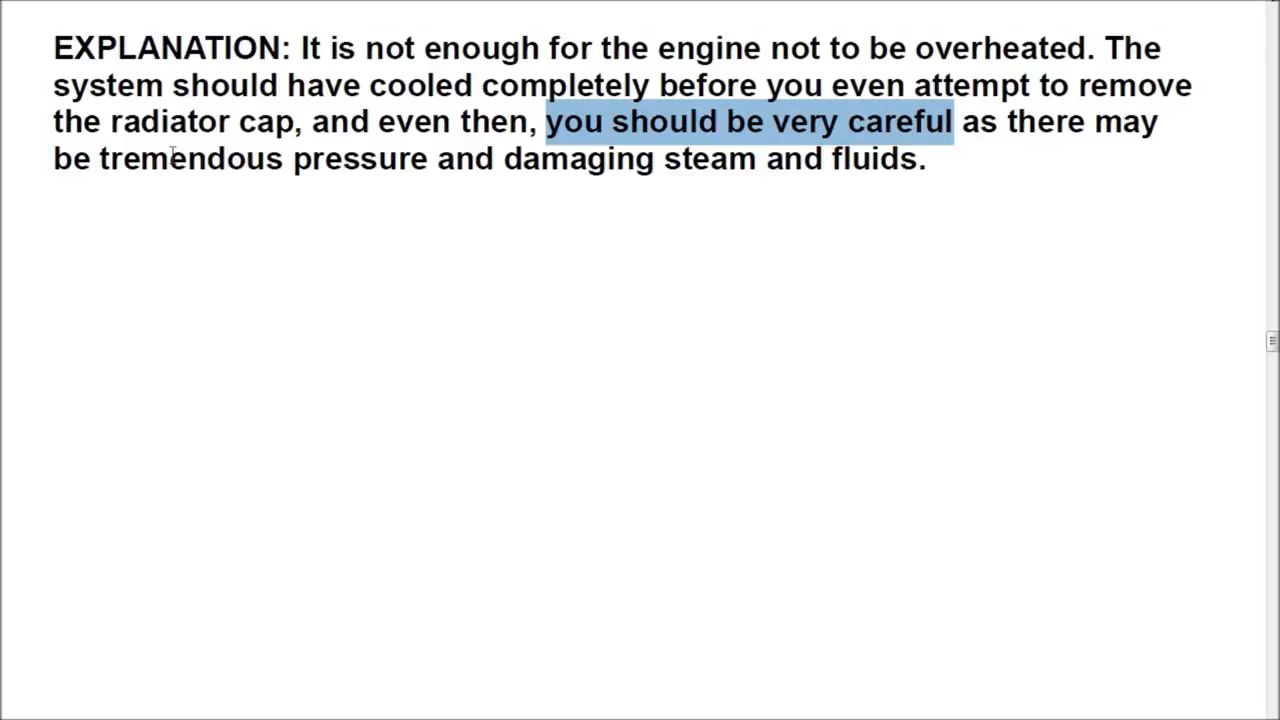 EXPLANATION: It is not enough for the engine not to be overheated. The
system should have cooled completely before you even attempt to remove
the radiator cap, and even then, you should be very careful as there may
be tremendous pressure and damaging steam and fluids.